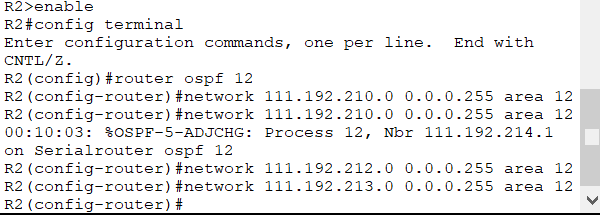 R2>enable
R2#config terminal
Enter configuration commands, one per line.  End with
CNTL/Z.
R2(config)#router ospf 12
R2(config-router)#network 111.192.210.0 0.0.0.255 area 12
R2(config-router)#network 111.192.210.0 0.0.0.255 area 12
00:10:03: %OSPF-5-ADJCHG: Process 12, Nbr 111.192.214.1
on Serialrouter ospf 12
R2(config-router)#network 111.192.212.0 0.0.0.255 area 12
R2(config-router)#network 111.192.213.0 0.0.0.255 area 12
R2(config-router)#